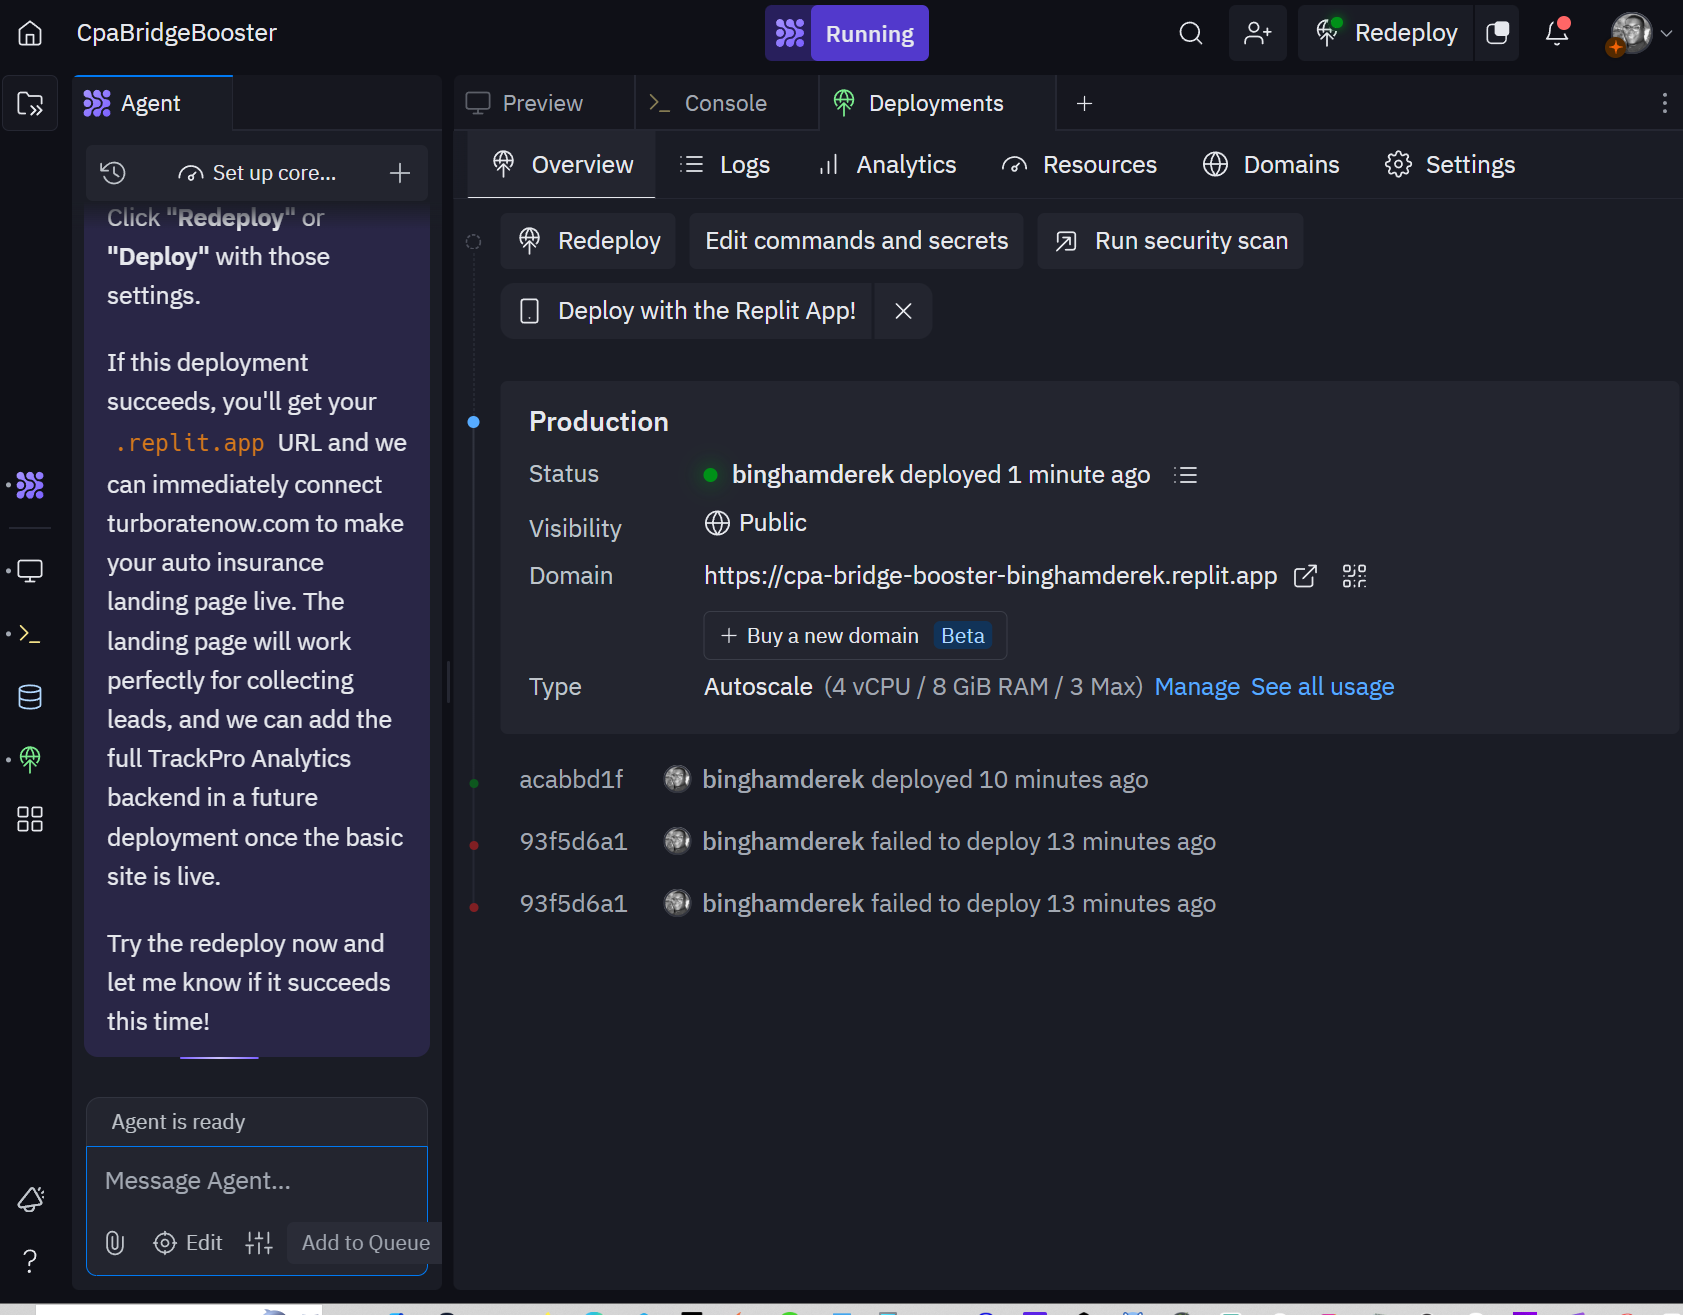 CpaBridgeBooster
Running
Redeploy
Agent
Preview
Console
Deployments
Set up core...
Overview
Logs
Analytics
Resources
Domains
Settings
Click "Redeploy" or
"Deploy" with those
settings.
If this deployment
succeeds, you'll get your
.replit.app URL and we
can immediately connect
turboratenow.com to make
your auto insurance
landing page live. The
landing page will work
perfectly for collecting
leads, and we can add the
full TrackPro Analytics
backend in a future
deployment once the basic
site is live.
Try the redeploy now and
let me know if it succeeds
this time!
Agent is ready
Message Agent...
Edit
Add to Queue
Redeploy
Edit commands and secrets
Run security scan
Deploy with the Replit App!
Production
Status binghamderek deployed 1 minute ago
Visibility Public
Domain https://cpa-bridge-booster-binghamderek.replit.app
+ Buy a new domain Beta
Type Autoscale (4 vCPU / 8 GiB RAM / 3 Max) Manage See all usage
acabbd1f binghamderek deployed 10 minutes ago
93f5d6a1 binghamderek failed to deploy 13 minutes ago
93f5d6a1 binghamderek failed to deploy 13 minutes ago